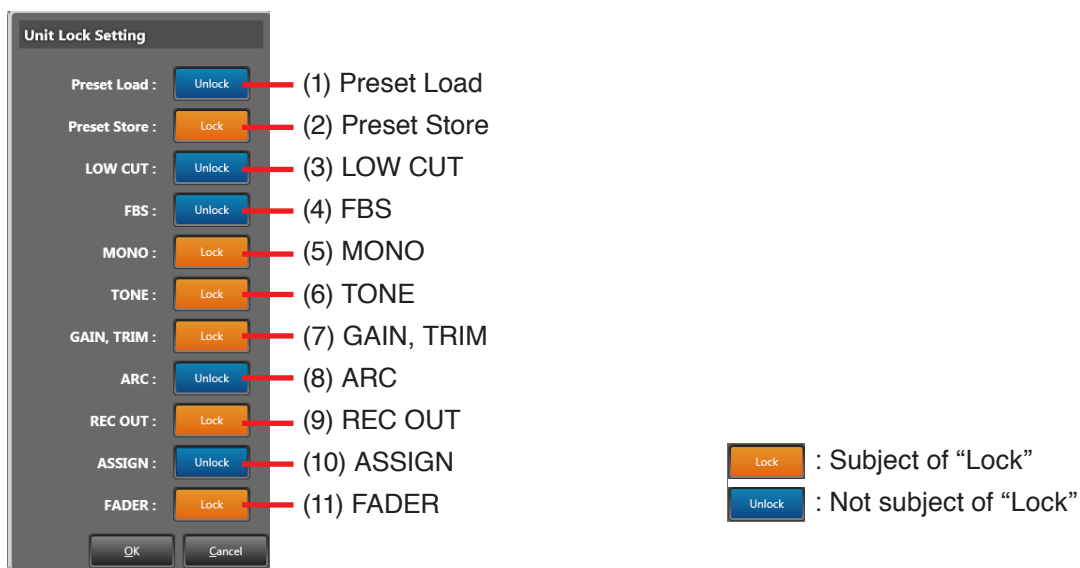 Unit Lock Setting
Preset Load : Unlock (1) Preset Load
Preset Store : Lock (2) Preset Store
LOW CUT : Unlock (3) LOW CUT
FBS : Unlock (4) FBS
MONO : Lock (5) MONO
TONE : Lock (6) TONE
GAIN, TRIM : Lock (7) GAIN, TRIM
ARC : Unlock (8) ARC
REC OUT : Lock (9) REC OUT
ASSIGN : Unlock (10) ASSIGN
FADER : Lock (11) FADER
OK Cancel
Lock : Subject of “Lock”
Unlock : Not subject of “Lock”